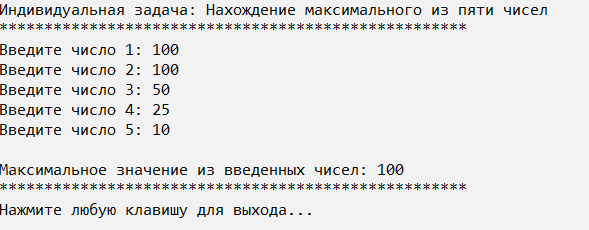 Индивидуальная задача: Нахождение максимального из пяти чисел
****************************************************
Введите число 1: 100
Введите число 2: 100
Введите число 3: 50
Введите число 4: 25
Введите число 5: 10
Максимальное значение из введенных чисел: 100
****************************************************
Нажмите любую клавишу для выхода...